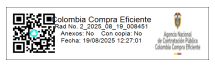 Colombia Compra Eficiente
Rad No. 2_2025_08_19_008451
Anexos: No Con copia: No
Fecha: 19/08/2025 12:27:01
Agencia Nacional
de Contratación Pública
Colombia Compra Eficiente